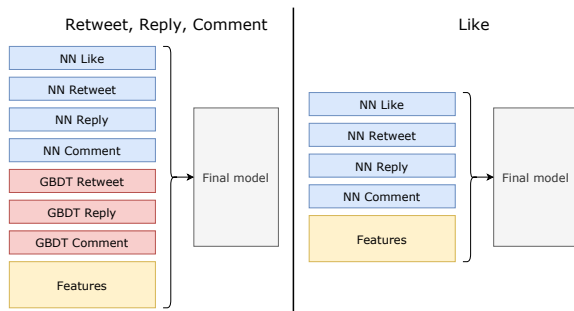 Retweet, Reply, Comment
NN Like
NN Retweet
NN Reply
NN Comment
GBDT Retweet
GBDT Reply
GBDT Comment
Features
Final model
Like
NN Like
NN Retweet
NN Reply
NN Comment
Features
Final model